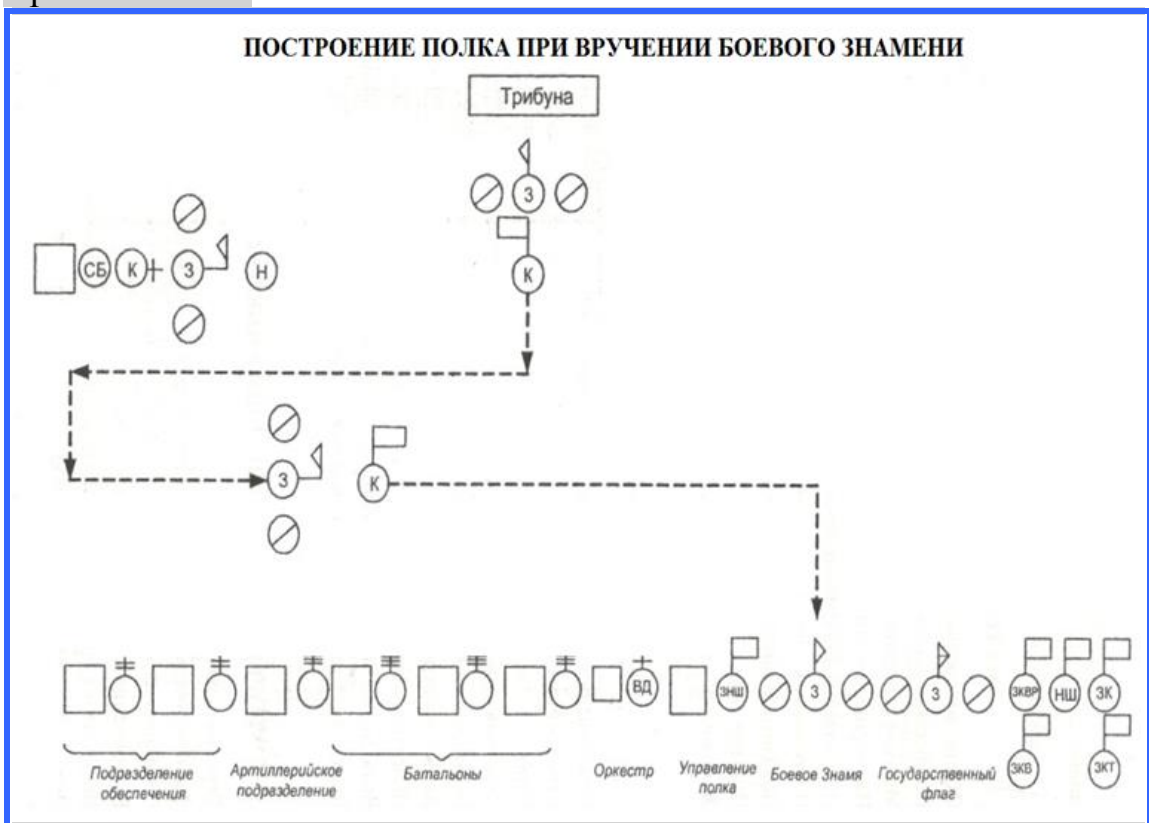 ПОСТРОЕНИЕ ПОЛКА ПРИ ВРУЧЕНИИ БОЕВОГО ЗНАМЕНИ
Трибуна
З
СБ К З Н
К
З К
ВД ЗНШ З З ЗКВР НШ ЗК
ЗКВ ЗКТ
Подразделение обеспечения
Артиллерийское подразделение
Батальоны
Оркестр
Управление полка
Боевое Знамя
Государственный флаг